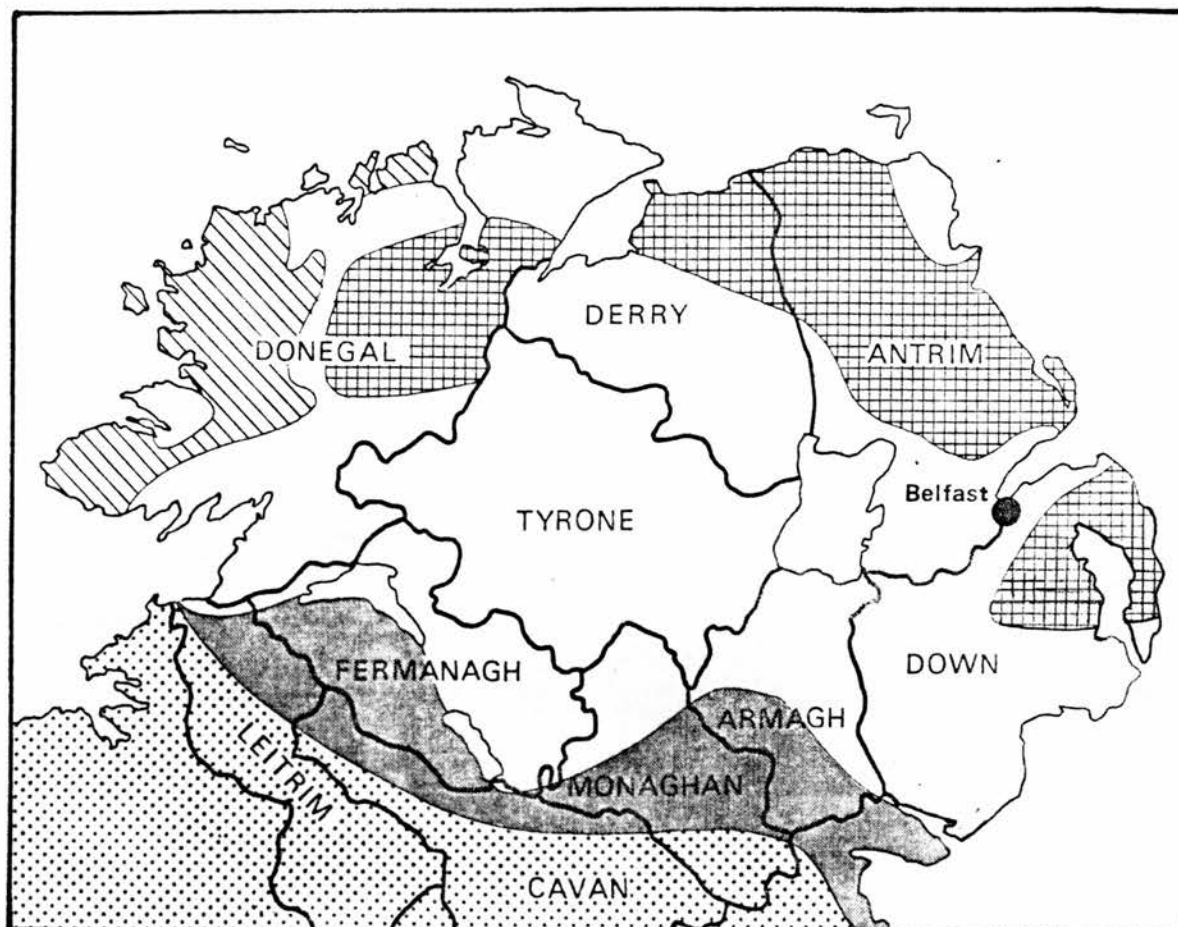 DERRY
DONEGAL
ANTRIM
Belfast
TYRONE
FERMANAGH
DOWN
ARMAGH
LEITRIM
MONAGHAN
CAVAN